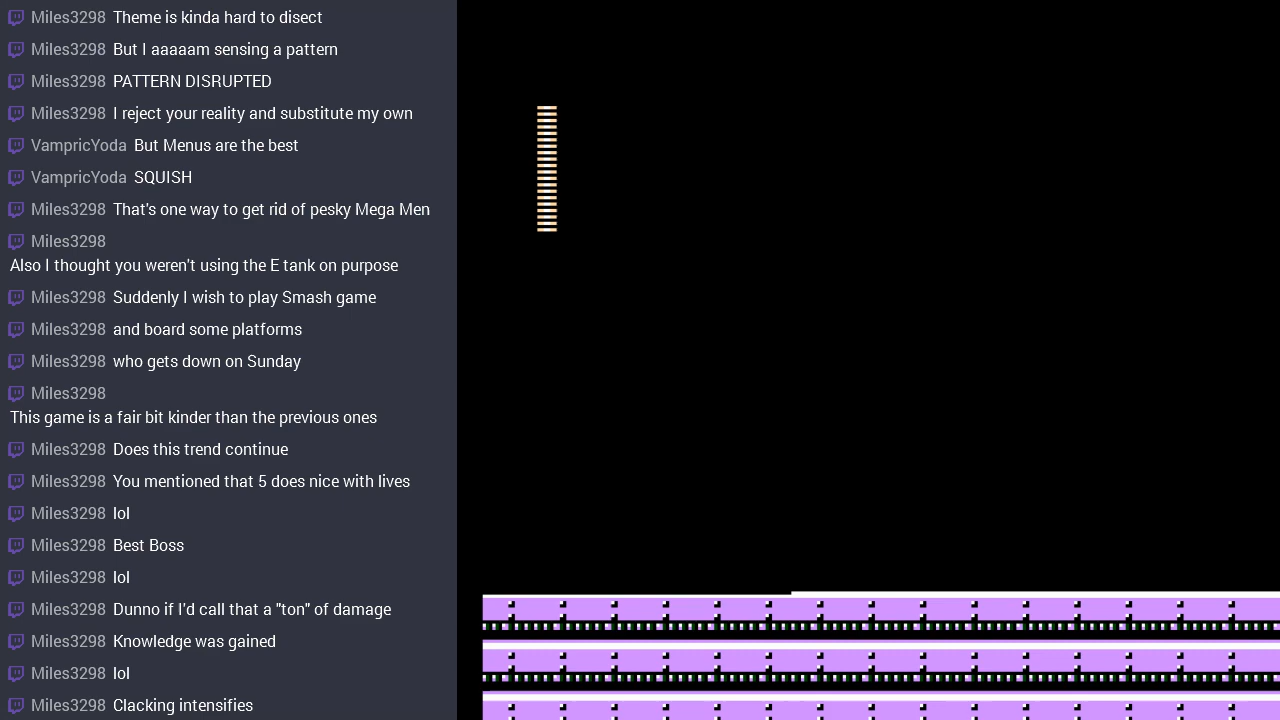 Miles3298 Theme is kinda hard to disect
Miles3298 But I aaaaam sensing a pattern
Miles3298 PATTERN DISRUPTED
Miles3298 I reject your reality and substitute my own
VampricYoda But Menus are the best
VampricYoda SQUISH
Miles3298 That's one way to get rid of pesky Mega Men
Miles3298
Also I thought you weren't using the E tank on purpose
Miles3298 Suddenly I wish to play Smash game
Miles3298 and board some platforms
Miles3298 who gets down on Sunday
Miles3298
This game is a fair bit kinder than the previous ones
Miles3298 Does this trend continue
Miles3298 You mentioned that 5 does nice with lives
Miles3298 lol
Miles3298 Best Boss
Miles3298 lol
Miles3298 Dunno if I'd call that a "ton" of damage
Miles3298 Knowledge was gained
Miles3298 lol
Miles3298 Clacking intensifies